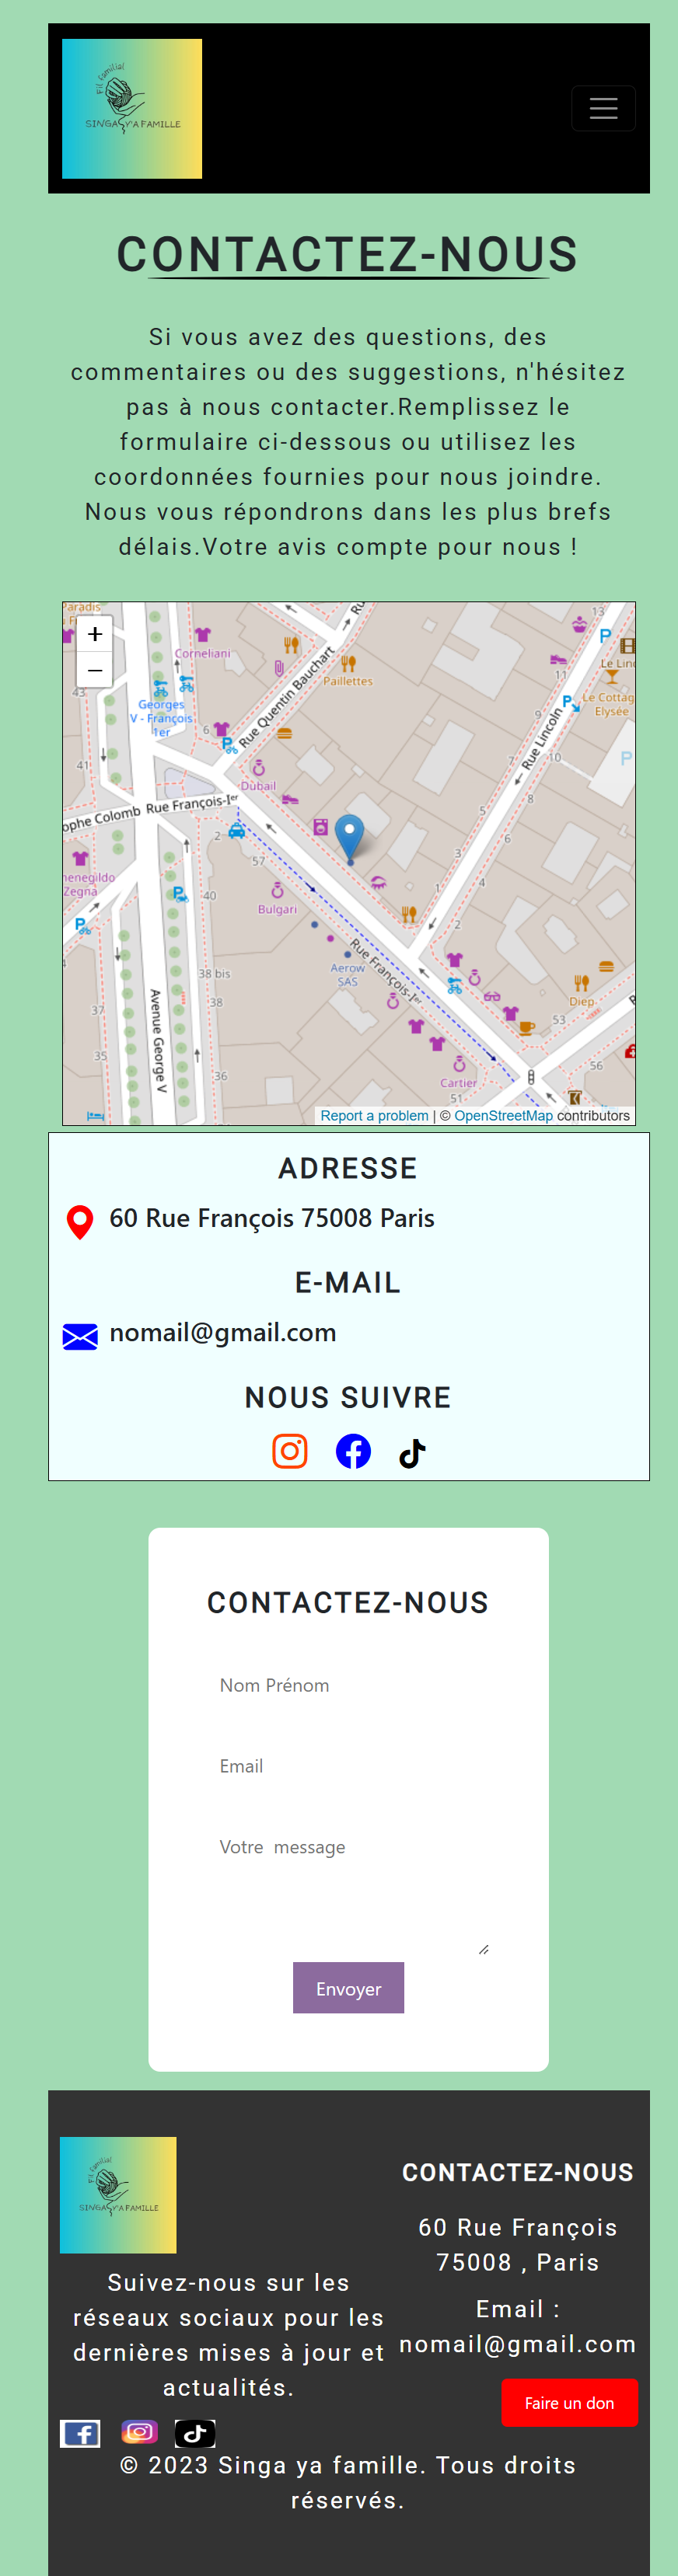 Fil familial
SINGA Y'A FAMILLE
CONTACTEZ-NOUS
Si vous avez des questions, des
commentaires ou des suggestions, n'hésitez
pas à nous contacter.Remplissez le
formulaire ci-dessous ou utilisez les
coordonnées fournies pour nous joindre.
Nous vous répondrons dans les plus brefs
délais.Votre avis compte pour nous !
Paradis
+
−
43
Corneliani
Georges
V - François
1er
6
Rue Quentin Bauchart
Paillettes
13
11
Le Cottag
Elysée
9
Rue Lincoln
10
7
8
5
6
3
4
1
2
41
Dubail
ophe Colomb
Rue François-Iᵉʳ
2
57
Bulgari
40
38 bis
38
37
35
36
Avenue George V
Zegna
Rue François-Iᵉʳ
Aerow
SAS
Diep
53
56
Cartier
51
Report a problem | © OpenStreetMap contributors
ADRESSE
60 Rue François 75008 Paris
E-MAIL
nomail@gmail.com
NOUS SUIVRE
CONTACTEZ-NOUS
Nom Prénom
Email
Votre  message
Envoyer
Fil familial
SINGA Y'A FAMILLE
Suivez-nous sur les
réseaux sociaux pour les
dernières mises à jour et
actualités.
CONTACTEZ-NOUS
60 Rue François
75008 , Paris
Email :
nomail@gmail.com
Faire un don
© 2023 Singa ya famille. Tous droits
réservés.